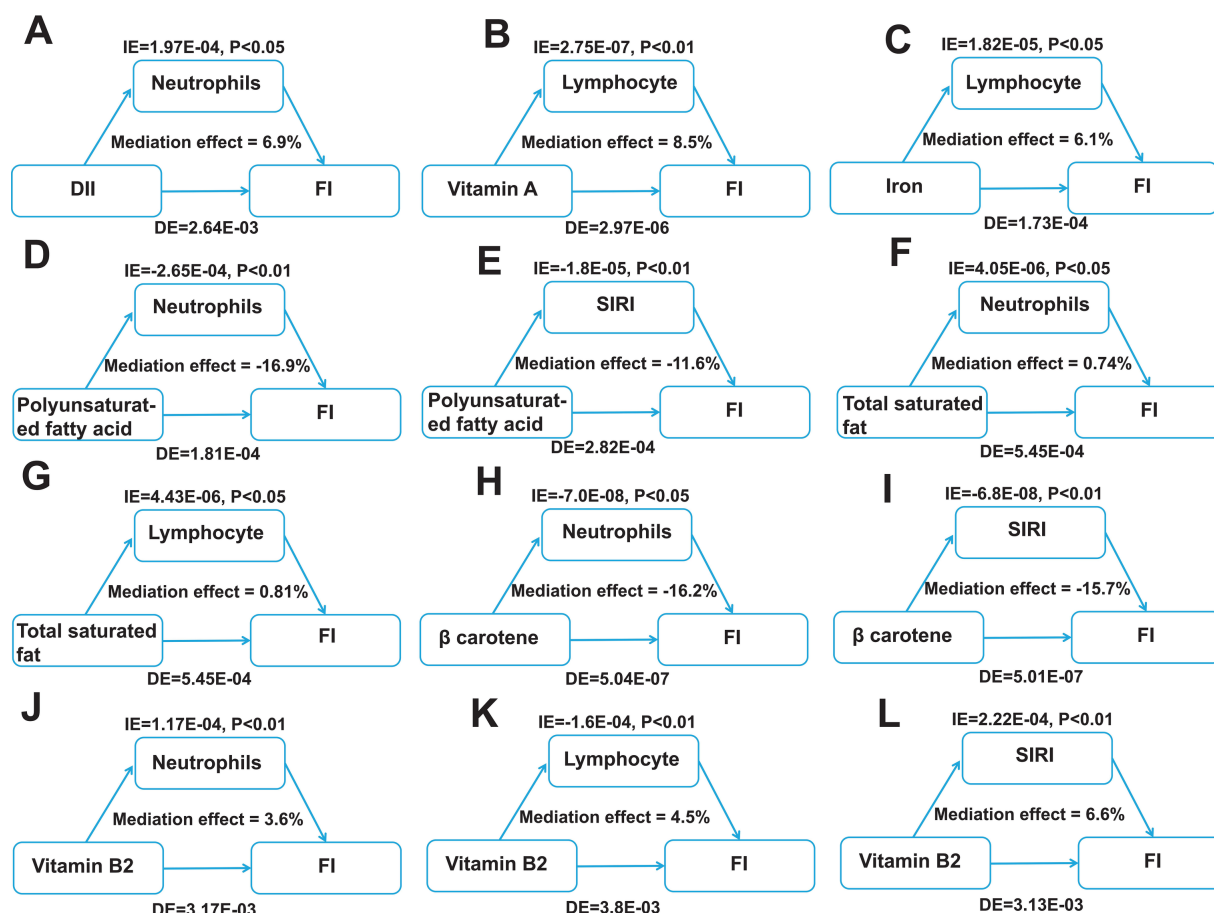 A
IE=1.97E-04, P<0.05
Neutrophils
Mediation effect = 6.9%
DII
FI
DE=2.64E-03
B
IE=2.75E-07, P<0.01
Lymphocyte
Mediation effect = 8.5%
Vitamin A
FI
DE=2.97E-06
C
IE=1.82E-05, P<0.05
Lymphocyte
Mediation effect = 6.1%
Iron
FI
DE=1.73E-04
D
IE=-2.65E-04, P<0.01
Neutrophils
Mediation effect = -16.9%
Polyunsaturat-
ed fatty acid
FI
DE=1.81E-04
E
IE=-1.8E-05, P<0.01
SIRI
Mediation effect = -11.6%
Polyunsaturat-
ed fatty acid
FI
DE=2.82E-04
F
IE=4.05E-06, P<0.05
Neutrophils
Mediation effect = 0.74%
Total saturated
fat
FI
DE=5.45E-04
G
IE=4.43E-06, P<0.05
Lymphocyte
Mediation effect = 0.81%
Total saturated
fat
FI
DE=5.45E-04
H
IE=-7.0E-08, P<0.05
Neutrophils
Mediation effect = -16.2%
β carotene
FI
DE=5.04E-07
I
IE=-6.8E-08, P<0.01
SIRI
Mediation effect = -15.7%
β carotene
FI
DE=5.01E-07
J
IE=1.17E-04, P<0.01
Neutrophils
Mediation effect = 3.6%
Vitamin B2
FI
DE=3.17E-03
K
IE=-1.6E-04, P<0.01
Lymphocyte
Mediation effect = 4.5%
Vitamin B2
FI
DE=3.8E-03
L
IE=2.22E-04, P<0.01
SIRI
Mediation effect = 6.6%
Vitamin B2
FI
DE=3.13E-03